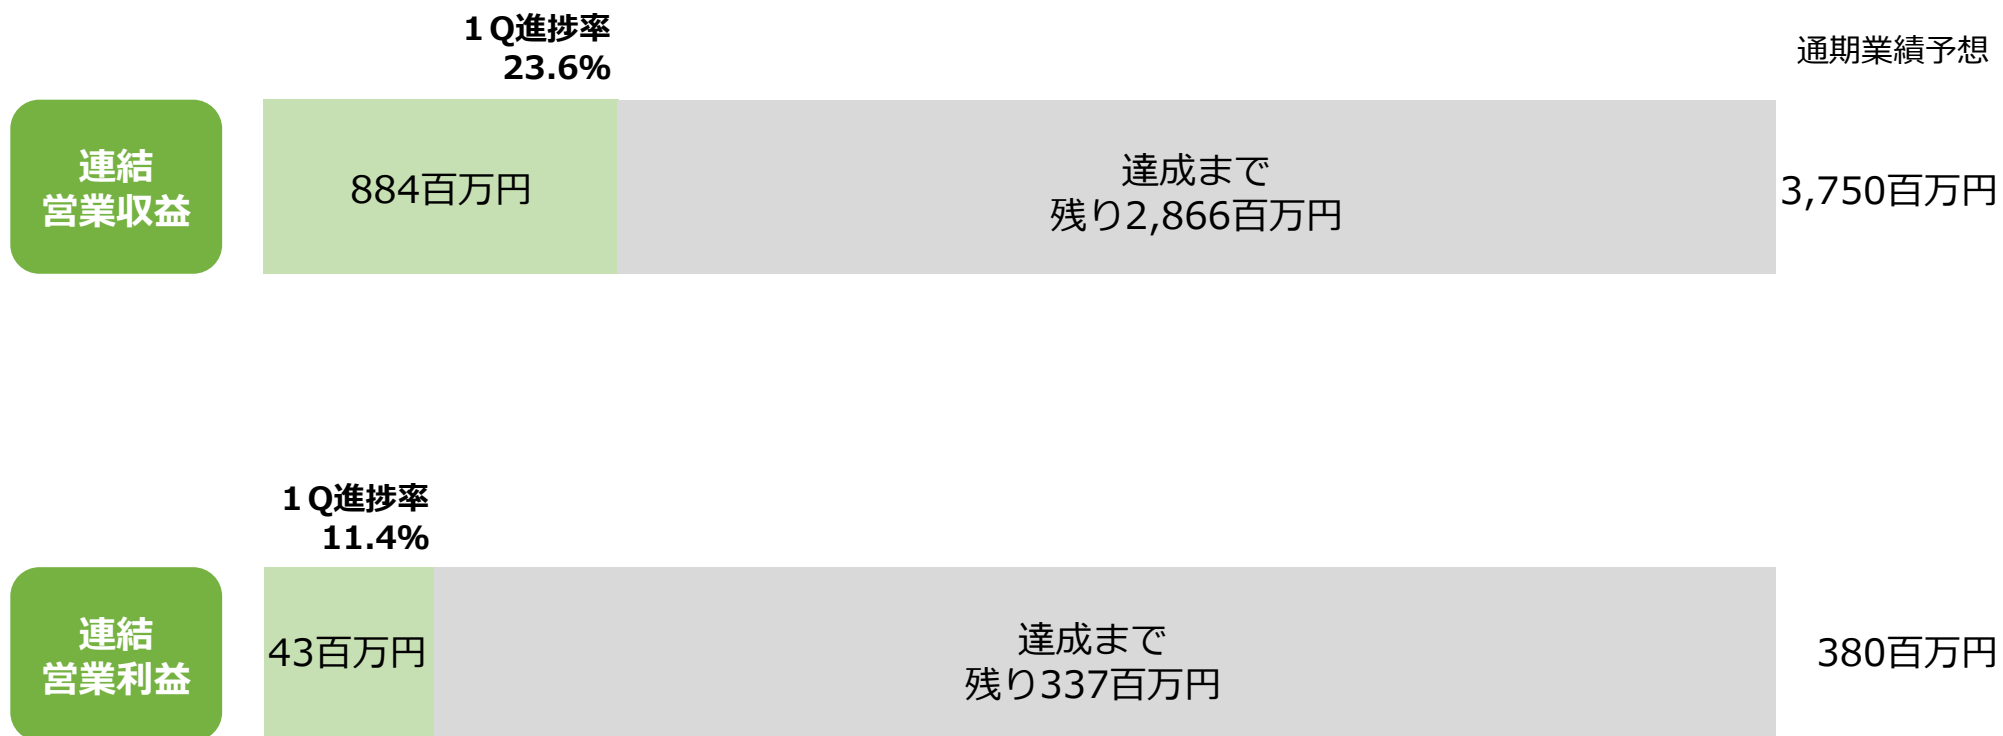 １Q進捗率
23.6%
通期業績予想
連結
営業収益
884百万円
達成まで
残り2,866百万円
3,750百万円
１Q進捗率
11.4%
連結
営業利益
43百万円
達成まで
残り337百万円
380百万円